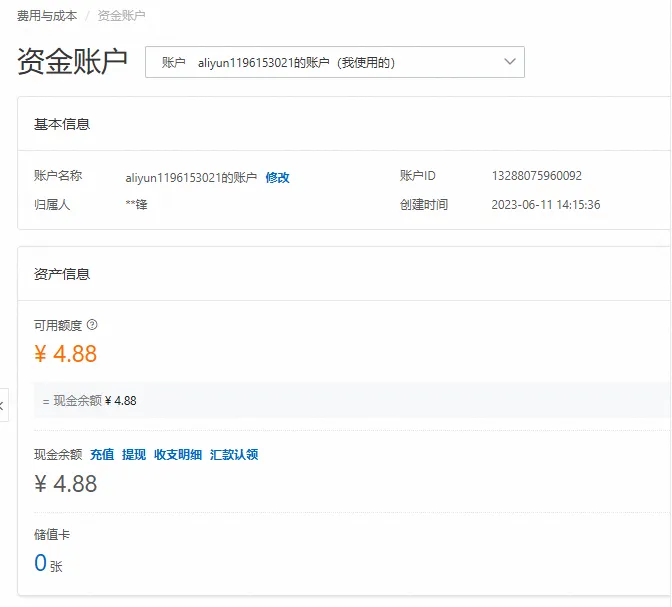 费用与成本 / 资金账户
资金账户 账户 aliyun1196153021的账户（我使用的）
基本信息
账户名称 aliyun1196153021的账户 修改 账户ID 13288075960092
归属人 **锋 创建时间 2023-06-11 14:15:36
资产信息
可用额度 ?
¥ 4.88
= 现金余额 ¥ 4.88
现金余额 充值 提现 收支明细 汇款认领
¥ 4.88
储值卡
0 张